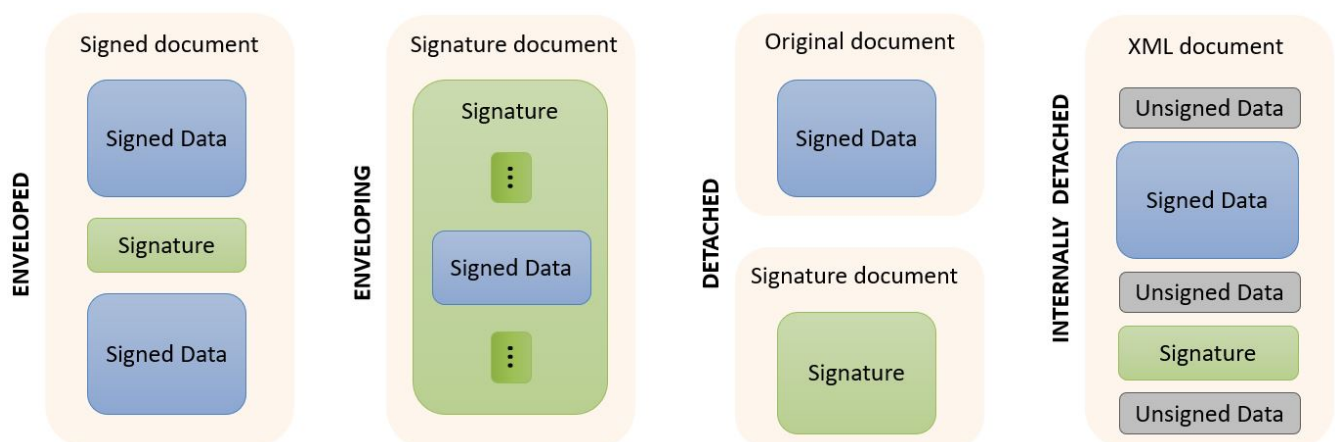 ENVELOPED
Signed document
Signed Data
Signature
Signed Data
ENVELOPING
Signature document
Signature
...
Signed Data
...
DETACHED
Original document
Signed Data
Signature document
Signature
INTERNALLY DETACHED
XML document
Unsigned Data
Signed Data
Unsigned Data
Signature
Unsigned Data